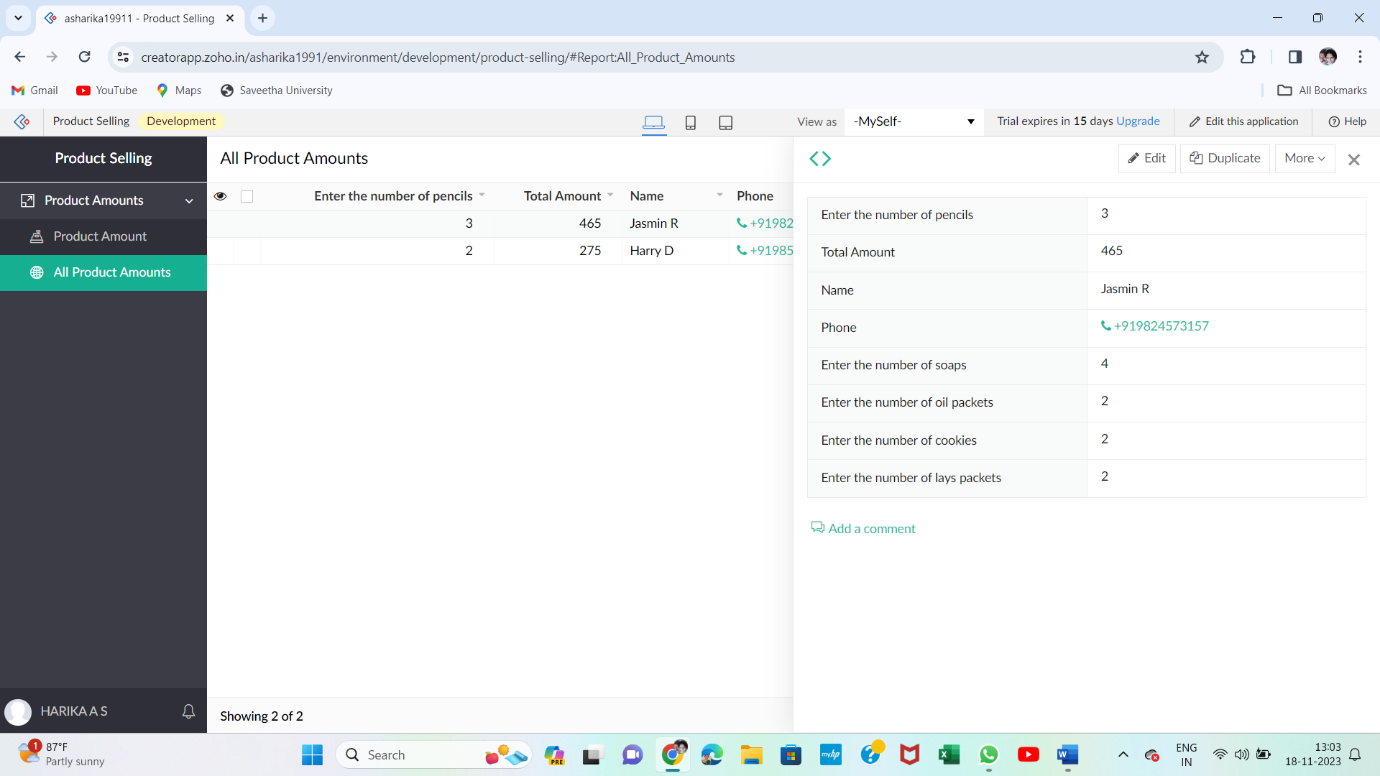 asharika19911 - Product Selling
creatorapp.zoho.in/asharika1991/environment/development/product-selling/#Report:All_Product_Amounts
Gmail YouTube Maps Saveetha University All Bookmarks
Product Selling Development View as -MySelf- Trial expires in 15 days Upgrade Edit this application Help
Product Selling
Product Amounts
Product Amount
All Product Amounts
HARIKA A S
All Product Amounts
Enter the number of pencils Total Amount Name Phone
3 465 Jasmin R +91982
2 275 Harry D +91985
Showing 2 of 2
Edit Duplicate More
Enter the number of pencils 3
Total Amount 465
Name Jasmin R
Phone +919824573157
Enter the number of soaps 4
Enter the number of oil packets 2
Enter the number of cookies 2
Enter the number of lays packets 2
Add a comment
1 87°F
Partly sunny
Search
PRE
myhp
ENG
IN
13:03
18-11-2023